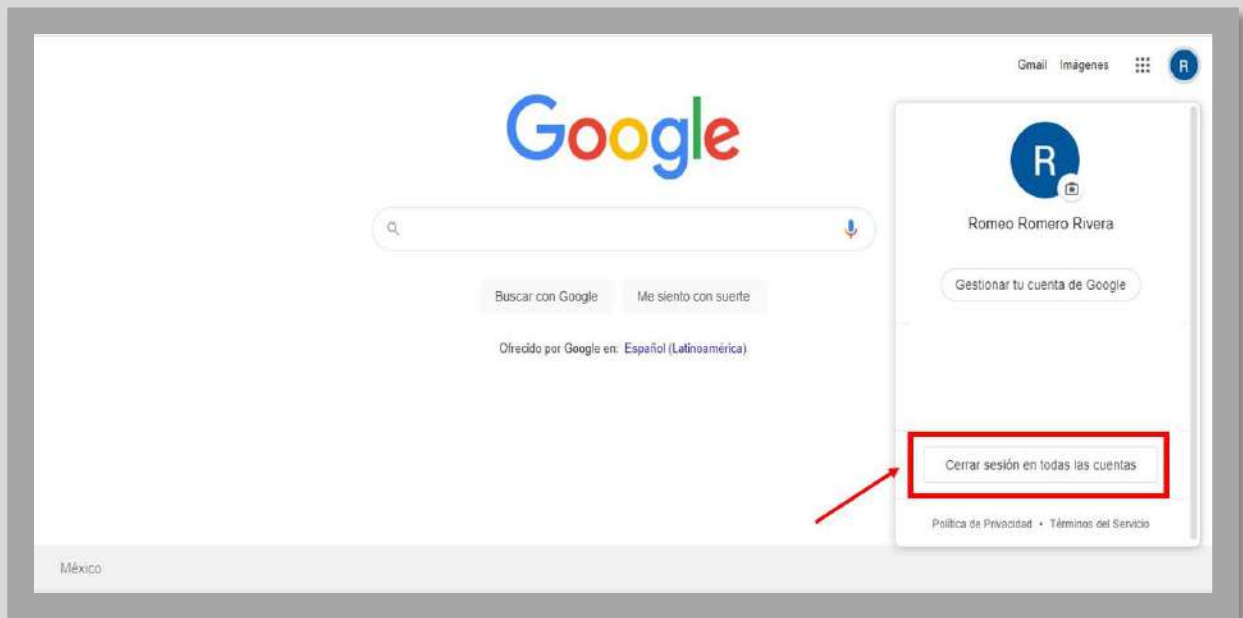 Gmail Imágenes R
Google
R
Romeo Romero Rivera
Gestionar tu cuenta de Google
Buscar con Google Me siento con suerte
Ofrecido por Google en: Español (Latinoamérica)
Cerrar sesión en todas las cuentas
Política de Privacidad • Términos del Servicio
México